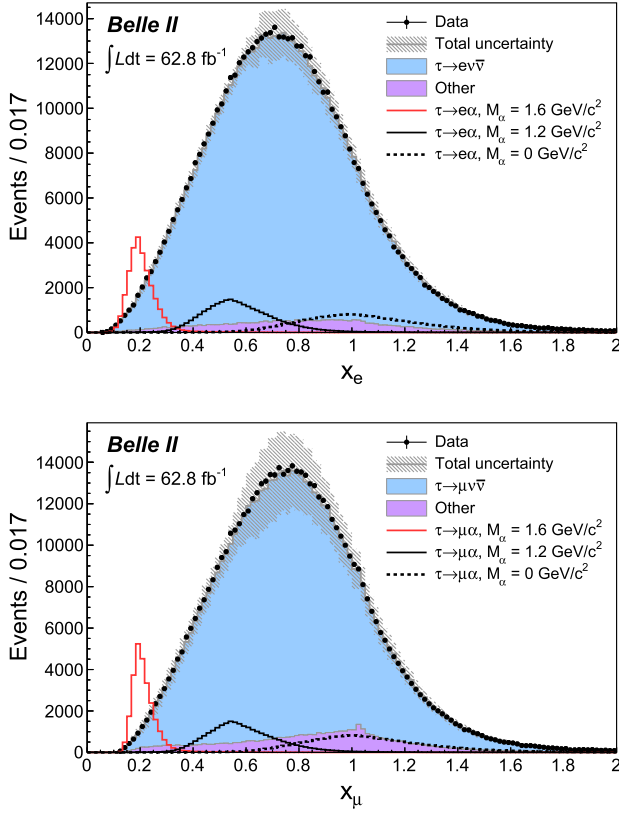 Belle II
∫Ldt = 62.8 fb⁻¹
Data
Total uncertainty
τ→eνν̅
Other
τ→eα, Mα = 1.6 GeV/c²
τ→eα, Mα = 1.2 GeV/c²
τ→eα, Mα = 0 GeV/c²
Events / 0.017
14000
12000
10000
8000
6000
4000
2000
0
0 0.2 0.4 0.6 0.8 1 1.2 1.4 1.6 1.8 2
xe
Belle II
∫Ldt = 62.8 fb⁻¹
Data
Total uncertainty
τ→μνν̅
Other
τ→μα, Mα = 1.6 GeV/c²
τ→μα, Mα = 1.2 GeV/c²
τ→μα, Mα = 0 GeV/c²
Events / 0.017
14000
12000
10000
8000
6000
4000
2000
0
0 0.2 0.4 0.6 0.8 1 1.2 1.4 1.6 1.8 2
xμ